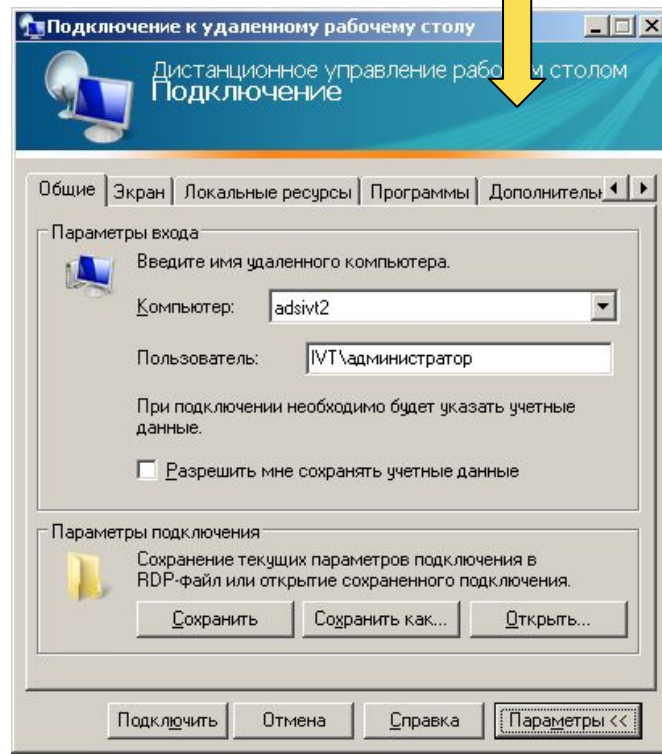 Подключение к удаленному рабочему столу
Дистанционное управление рабо м столом
Подключение
Общие Экран Локальные ресурсы Программы Дополнительн
Параметры входа
Введите имя удаленного компьютера.
Компьютер: adsivt2
Пользователь: IVT\администратор
При подключении необходимо будет указать учетные
данные.
Разрешить мне сохранять учетные данные
Параметры подключения
Сохранение текущих параметров подключения в
RDP-файл или открытие сохраненного подключения.
Сохранить Сохранить как... Открыть...
Подключить Отмена Справка Параметры <<